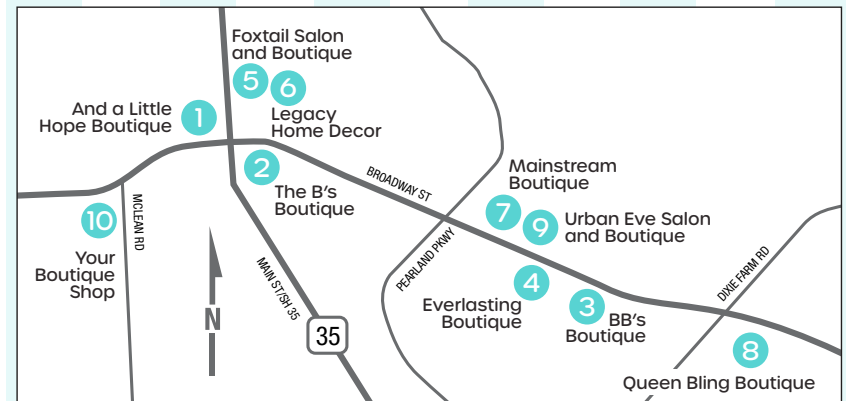 Foxtail Salon
and Boutique
5
6
And a Little
Hope Boutique
1
Legacy
Home Decor
2
The B's
Boutique
BROADWAY ST
Mainstream
Boutique
7
9
Urban Eve Salon
and Boutique
MCLEAN RD
10
Your
Boutique
Shop
N
MAIN ST/SH 35
35
PEARLAND PKWY
4
Everlasting
Boutique
3
BB's
Boutique
DIXIE FARM RD
8
Queen Bling Boutique